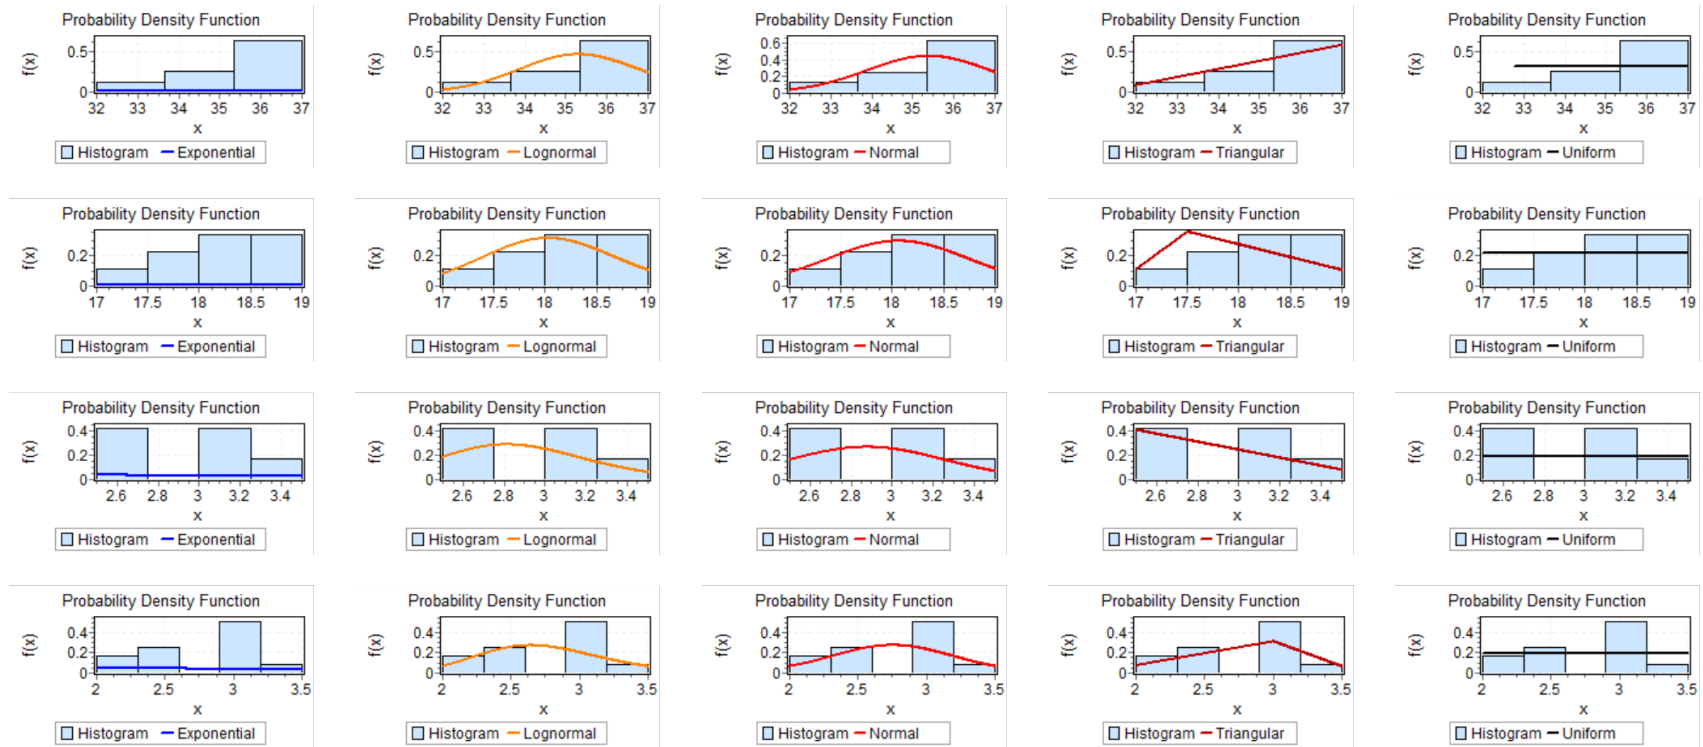 Probability Density Function Probability Density Function Probability Density Function Probability Density Function Probability Density Function
f(x) 0.5 0 f(x) 0.5 0 f(x) 0.6 0.4 0.2 0 f(x) 0.5 0 f(x) 0.5 0
32 33 34 35 36 37 32 33 34 35 36 37 32 33 34 35 36 37 32 33 34 35 36 37 32 33 34 35 36 37
x x x x x
Histogram Exponential Histogram Lognormal Histogram Normal Histogram Triangular Histogram Uniform
Probability Density Function Probability Density Function Probability Density Function Probability Density Function Probability Density Function
f(x) 0.2 0 f(x) 0.2 0 f(x) 0.2 0 f(x) 0.2 0 f(x) 0.2 0
17 17.5 18 18.5 19 17 17.5 18 18.5 19 17 17.5 18 18.5 19 17 17.5 18 18.5 19 17 17.5 18 18.5 19
x x x x x
Histogram Exponential Histogram Lognormal Histogram Normal Histogram Triangular Histogram Uniform
Probability Density Function Probability Density Function Probability Density Function Probability Density Function Probability Density Function
f(x) 0.4 0.2 0 f(x) 0.4 0.2 0 f(x) 0.4 0.2 0 f(x) 0.4 0.2 0 f(x) 0.4 0.2 0
2.6 2.8 3 3.2 3.4 2.6 2.8 3 3.2 3.4 2.6 2.8 3 3.2 3.4 2.6 2.8 3 3.2 3.4 2.6 2.8 3 3.2 3.4
x x x x x
Histogram Exponential Histogram Lognormal Histogram Normal Histogram Triangular Histogram Uniform
Probability Density Function Probability Density Function Probability Density Function Probability Density Function Probability Density Function
f(x) 0.4 0.2 0 f(x) 0.4 0.2 0 f(x) 0.4 0.2 0 f(x) 0.4 0.2 0 f(x) 0.4 0.2 0
2 2.5 3 3.5 2 2.5 3 3.5 2 2.5 3 3.5 2 2.5 3 3.5 2 2.5 3 3.5
x x x x x
Histogram Exponential Histogram Lognormal Histogram Normal Histogram Triangular Histogram Uniform